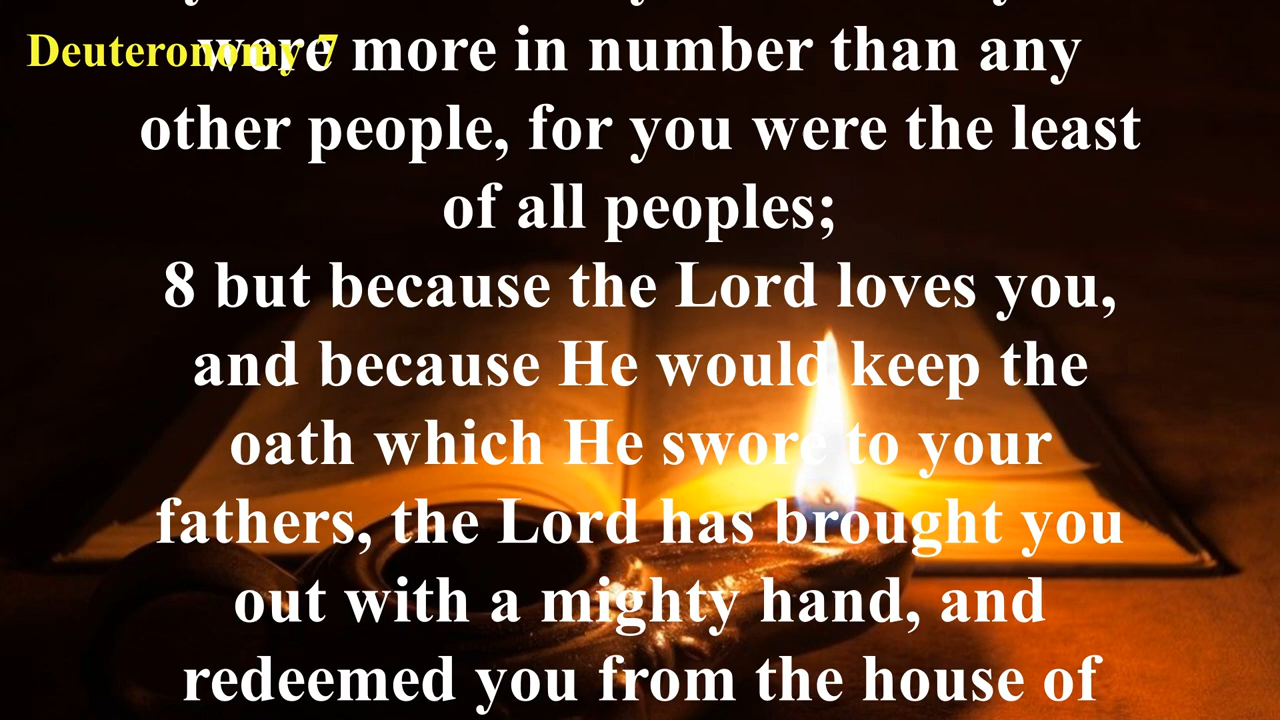 Deuteronomy 7
were more in number than any
other people, for you were the least
of all peoples;
8 but because the Lord loves you,
and because He would keep the
oath which He swore to your
fathers, the Lord has brought you
out with a mighty hand, and
redeemed you from the house of